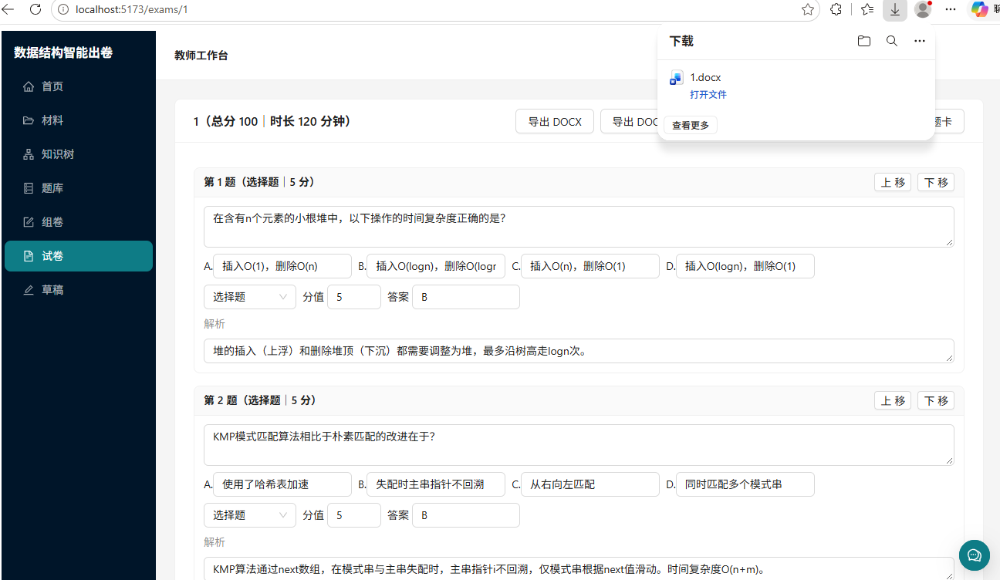 localhost:5173/exams/1
数据结构智能出卷
首页
材料
知识树
题库
组卷
试卷
草稿
教师工作台
下载
1.docx
打开文件
查看更多
1（总分 100｜时长 120 分钟）
导出 DOCX
导出 DOC
题卡
第 1 题（选择题｜5 分）
上 移
下 移
在含有n个元素的小根堆中，以下操作的时间复杂度正确的是？
A. 插入O(1)，删除O(n) B. 插入O(logn)，删除O(logr C. 插入O(n)，删除O(1) D. 插入O(logn)，删除O(1)
选择题 分值 5 答案 B
解析
堆的插入（上浮）和删除堆顶（下沉）都需要调整为堆，最多沿树高走logn次。
第 2 题（选择题｜5 分）
上 移
下 移
KMP模式匹配算法相比于朴素匹配的改进在于？
A. 使用了哈希表加速 B. 失配时主串指针不回溯 C. 从右向左匹配 D. 同时匹配多个模式串
选择题 分值 5 答案 B
解析
KMP算法通过next数组，在模式串与主串失配时，主串指针i不回溯，仅模式串根据next值滑动。时间复杂度O(n+m)。